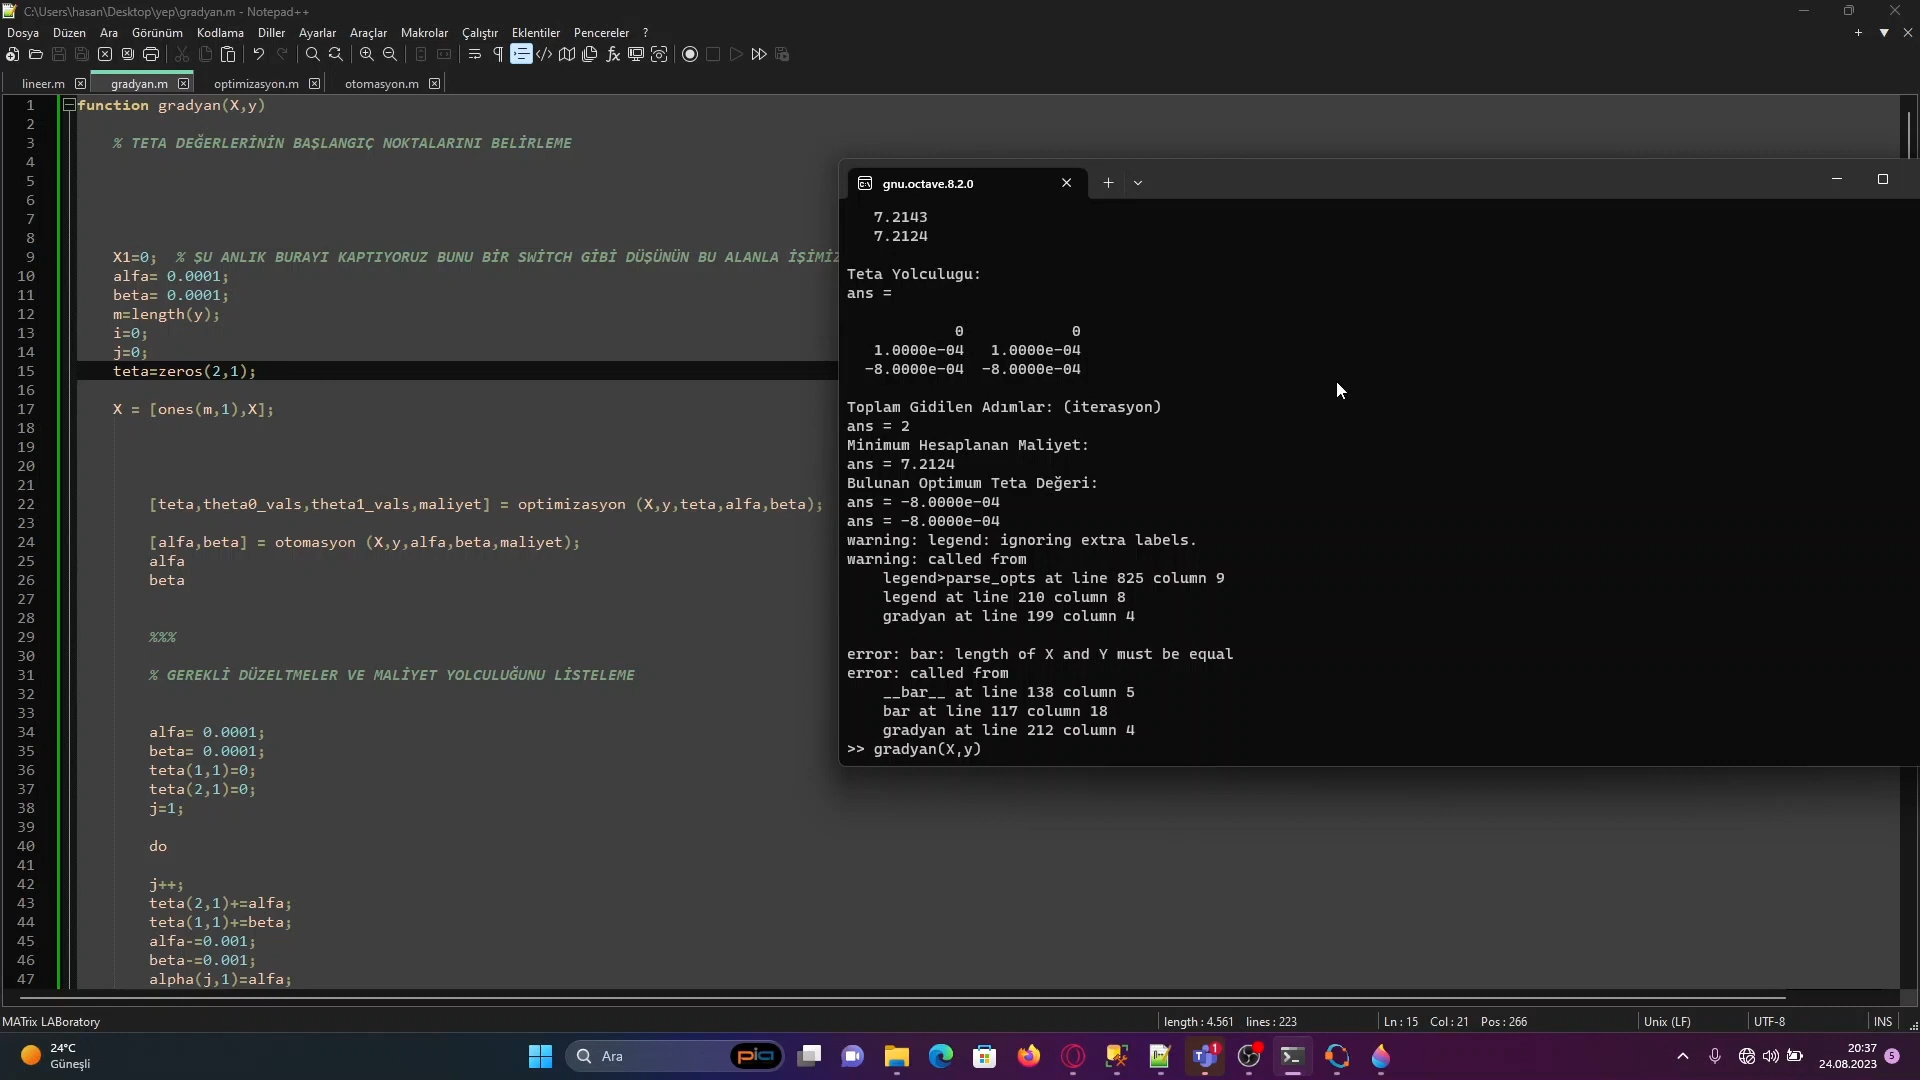 C:\Users\hasan\Desktop\yep\gradyan.m - Notepad++
Dosya Düzen Ara Görünüm Kodlama Diller Ayarlar Araçlar Makrolar Çalıştır Eklentiler Pencereler ?
lineer.m gradyan.m optimizasyon.m otomasyon.m
1 function gradyan(X,y)
2
3 % TETA DEĞERLERİNİN BAŞLANGIÇ NOKTALARINI BELİRLEME
4
5
6
7
8
9 X1=0; % ŞU ANLIK BURAYI KAPTIYORUZ BUNU BİR SWİTCH GİBİ DÜŞÜNÜN BU ALANLA İŞİMİZ
10 alfa= 0.0001;
11 beta= 0.0001;
12 m=length(y);
13 i=0;
14 j=0;
15 teta=zeros(2,1);
16
17 X = [ones(m,1),X];
18
19
20
21
22 [teta,theta0_vals,theta1_vals,maliyet] = optimizasyon (X,y,teta,alfa,beta);
23
24 [alfa,beta] = otomasyon (X,y,alfa,beta,maliyet);
25 alfa
26 beta
27
28
29 %%%
30
31 % GEREKLİ DÜZELTMELER VE MALİYET YOLCULUĞUNU LİSTELEME
32
33
34 alfa= 0.0001;
35 beta= 0.0001;
36 teta(1,1)=0;
37 teta(2,1)=0;
38 j=1;
39
40 do
41
42 j++;
43 teta(2,1)+=alfa;
44 teta(1,1)+=beta;
45 alfa-=0.001;
46 beta-=0.001;
47 alpha(j,1)=alfa;
gnu.octave.8.2.0
7.2143
7.2124
Teta Yolculugu:
ans =
0 0
1.0000e-04 1.0000e-04
-8.0000e-04 -8.0000e-04
Toplam Gidilen Adımlar: (iterasyon)
ans = 2
Minimum Hesaplanan Maliyet:
ans = 7.2124
Bulunan Optimum Teta Değeri:
ans = -8.0000e-04
ans = -8.0000e-04
warning: legend: ignoring extra labels.
warning: called from
legend>parse_opts at line 825 column 9
legend at line 210 column 8
gradyan at line 199 column 4
error: bar: length of X and Y must be equal
error: called from
__bar__ at line 138 column 5
bar at line 117 column 18
gradyan at line 212 column 4
>> gradyan(X,y)
MATrix LABoratory length : 4.561 lines : 223 Ln : 15 Col : 21 Pos : 266 Unix (LF) UTF-8 INS
24°C
Güneşli
Ara
pia
1
20:37
24.08.2023
5